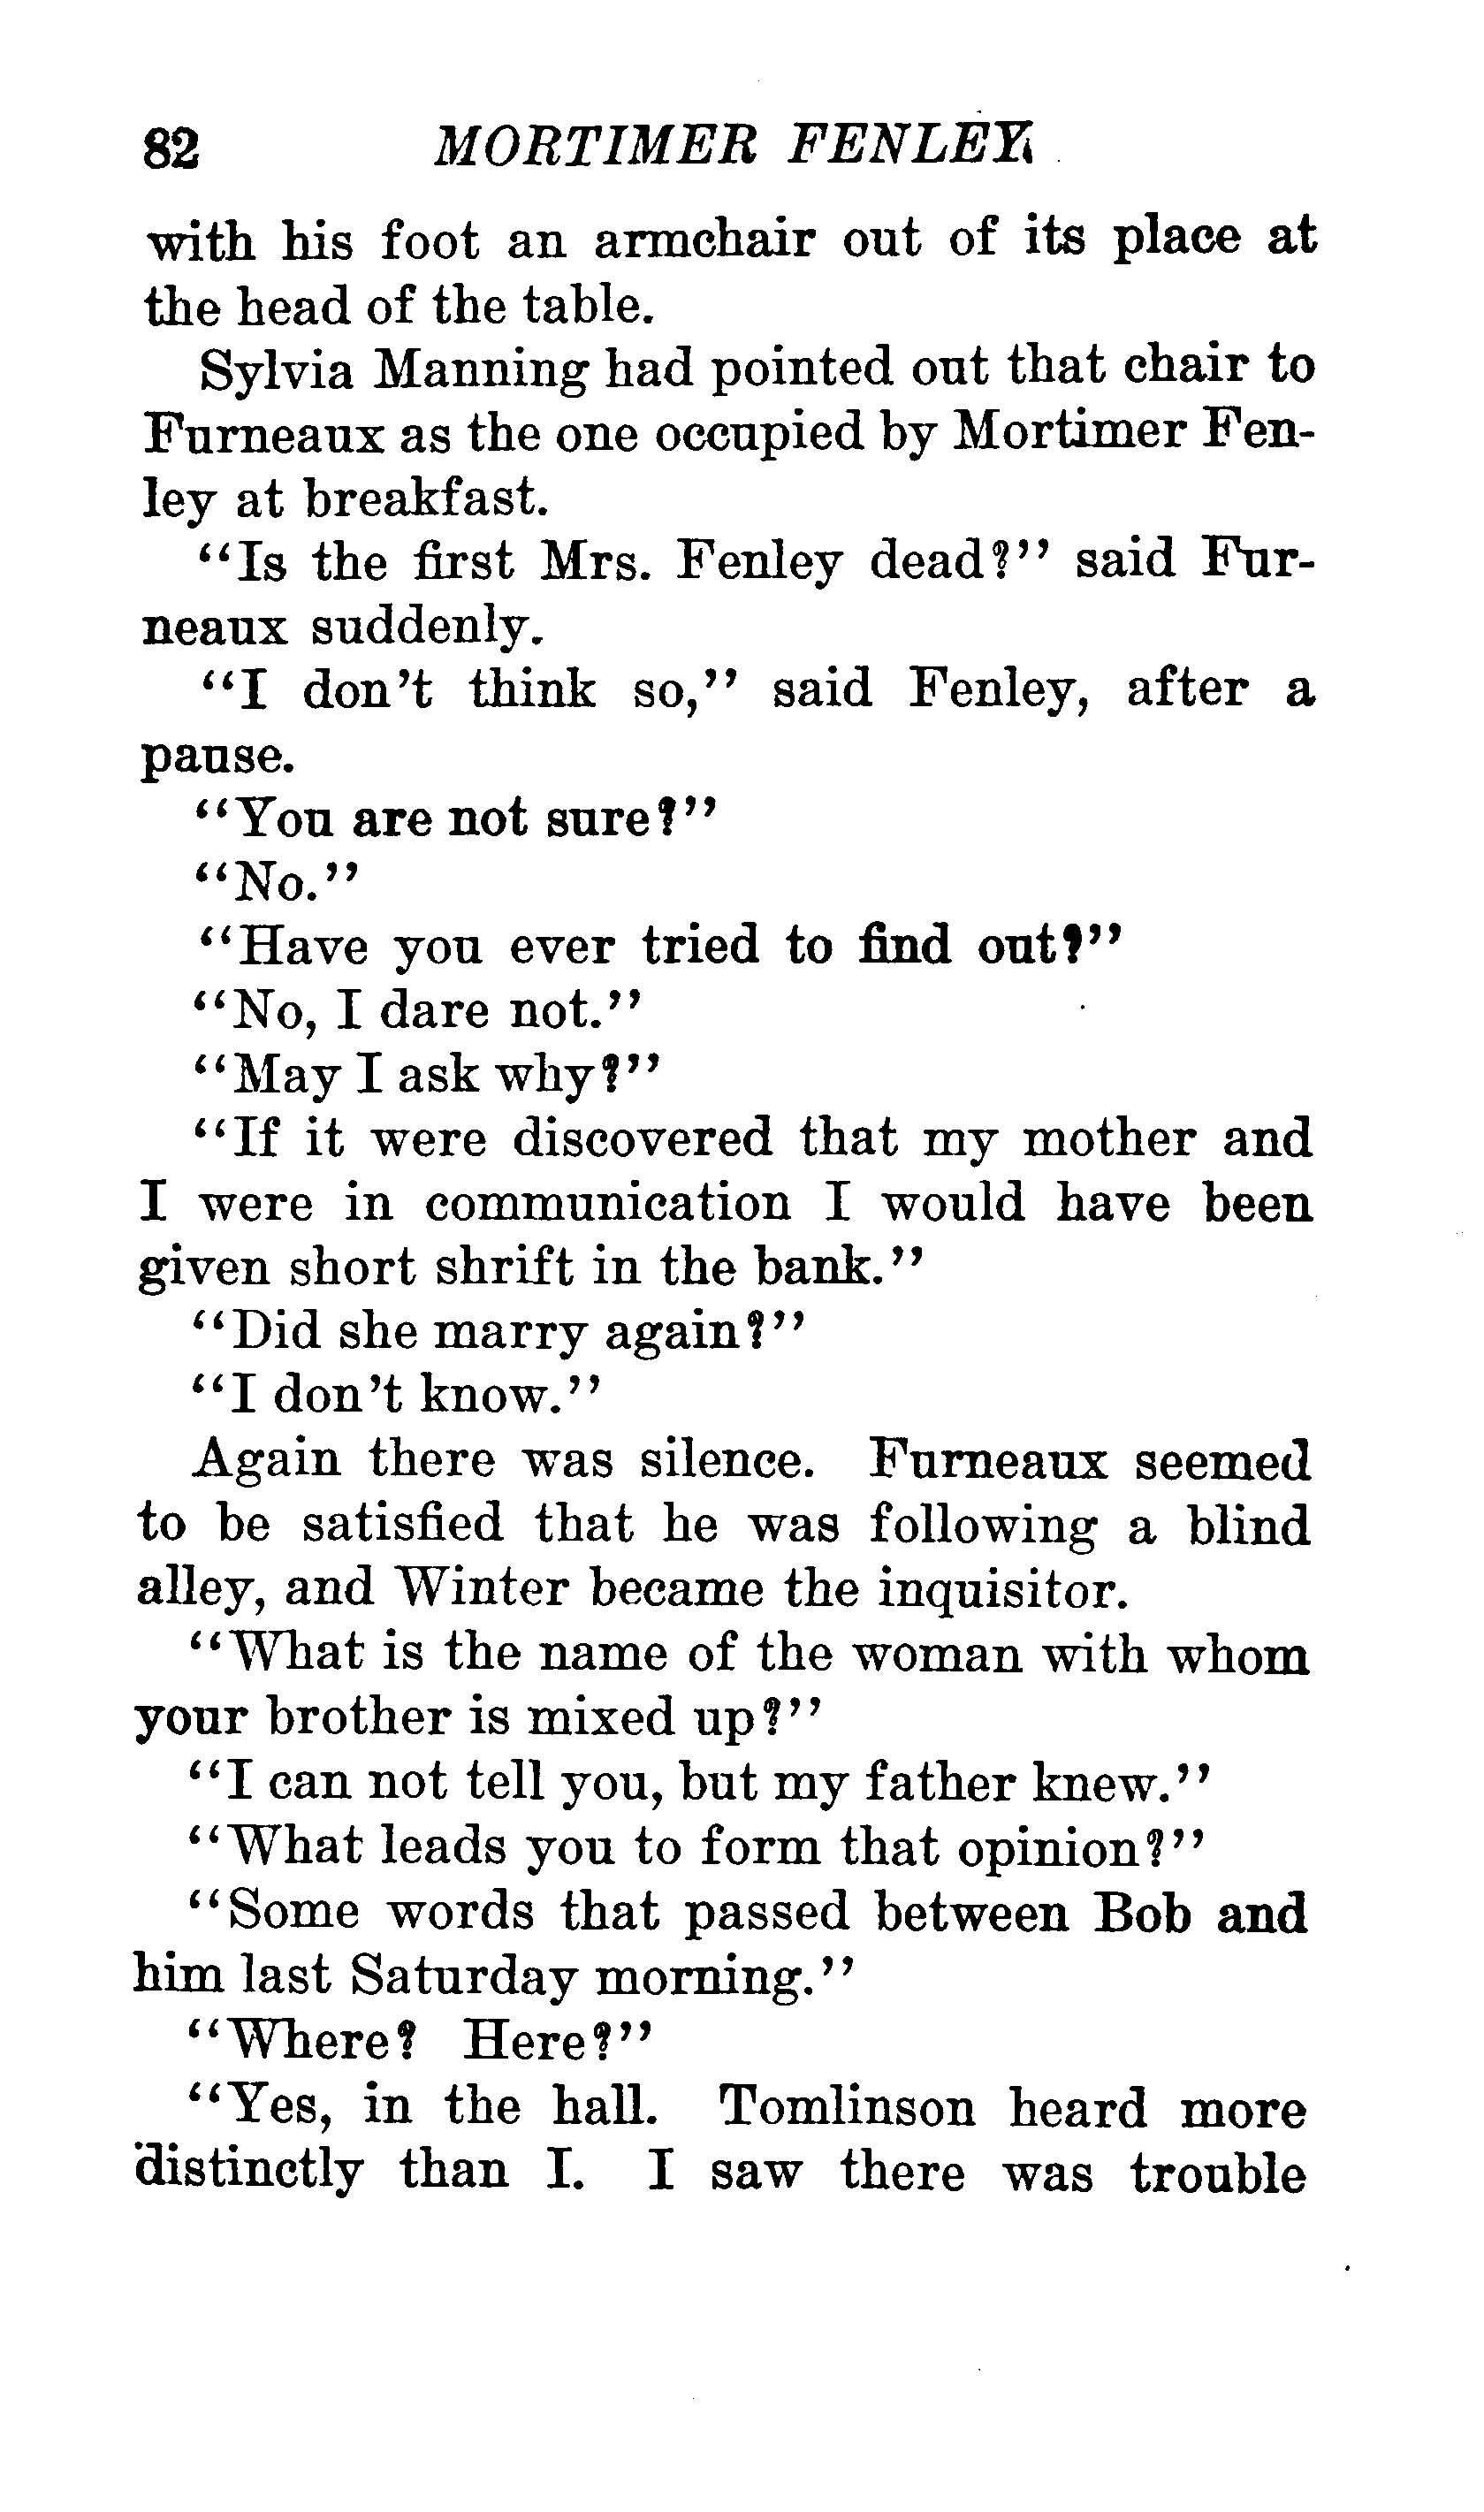 82 MORTIMER FENLEY
with his foot an armchair out of its place at
the head of the table.
Sylvia Manning had pointed out that chair to
Furneaux as the one occupied by Mortimer Fen-
ley at breakfast.
"Is the first Mrs. Fenley dead?" said Fur-
neaux suddenly.
"I don't think so," said Fenley, after a
pause.
"You are not sure?"
"No."
"Have you ever tried to find out?"
"No, I dare not."
"May I ask why?"
"If it were discovered that my mother and
I were in communication I would have been
given short shrift in the bank."
"Did she marry again?"
"I don't know."
Again there was silence. Furneaux seemed
to be satisfied that he was following a blind
alley, and Winter became the inquisitor.
"What is the name of the woman with whom
your brother is mixed up?"
"I can not tell you, but my father knew."
"What leads you to form that opinion?"
"Some words that passed between Bob and
him last Saturday morning."
"Where? Here?"
"Yes, in the hall. Tomlinson heard more
distinctly than I. I saw there was trouble